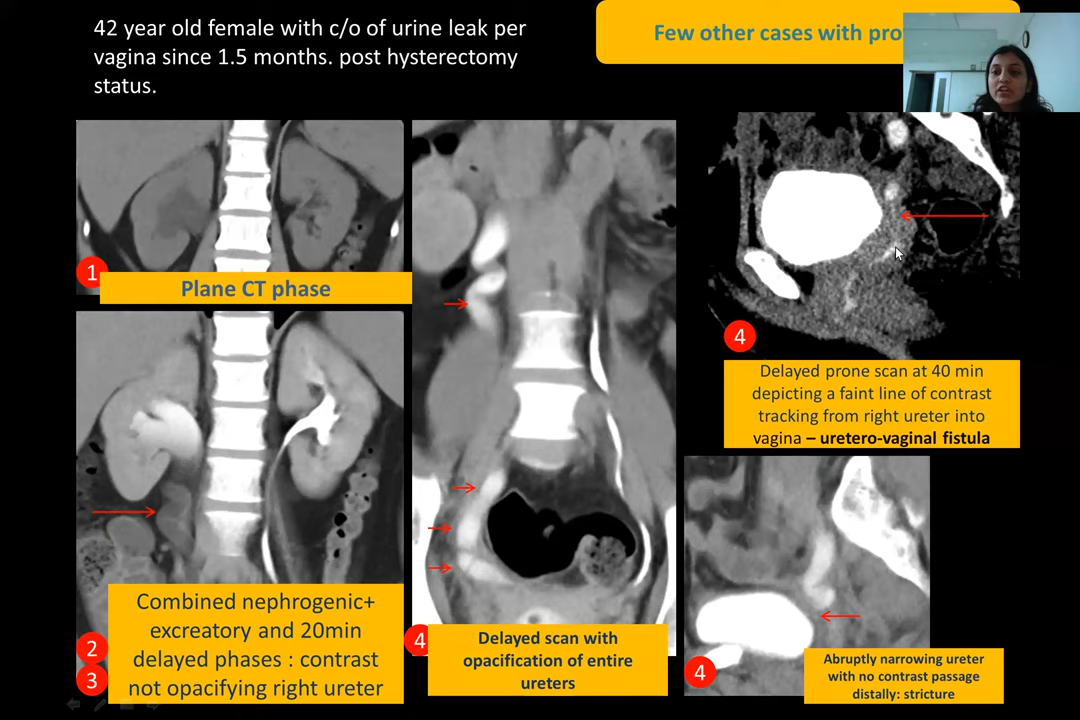 42 year old female with c/o of urine leak per
vagina since 1.5 months. post hysterectomy
status.
Few other cases with
1
Plane CT phase
2
3
Combined nephrogenic+
excreatory and 20min
delayed phases : contrast
not opacifying right ureter
4
Delayed scan with
opacification of entire
ureters
4
Delayed prone scan at 40 min
depicting a faint line of contrast
tracking from right ureter into
vagina – uretero-vaginal fistula
4
Abruptly narrowing ureter
with no contrast passage
distally: stricture